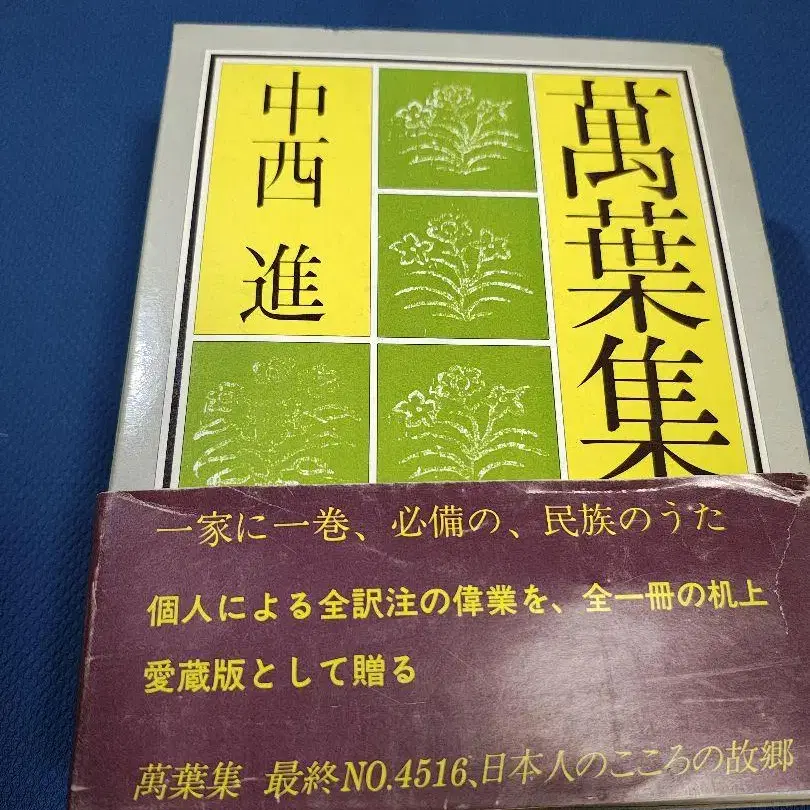 萬葉集
中西 進
一家に一巻、必備の、民族のうた
個人による全訳注の偉業を、全一冊の机上
愛蔵版として贈る
萬葉集 最終NO.4516、日本人のこころの故郷